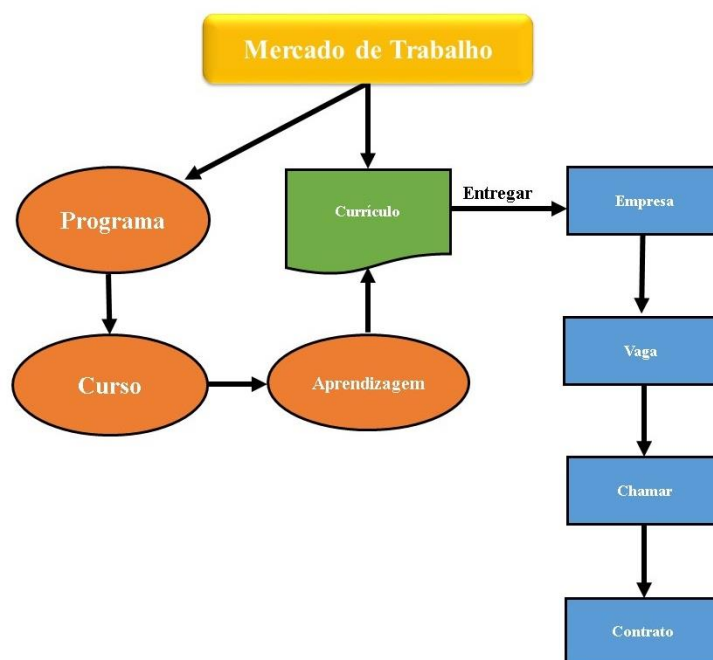 Mercado de Trabalho
Programa
Currículo
Entregar
Empresa
Curso
Aprendizagem
Vaga
Chamar
Contrato